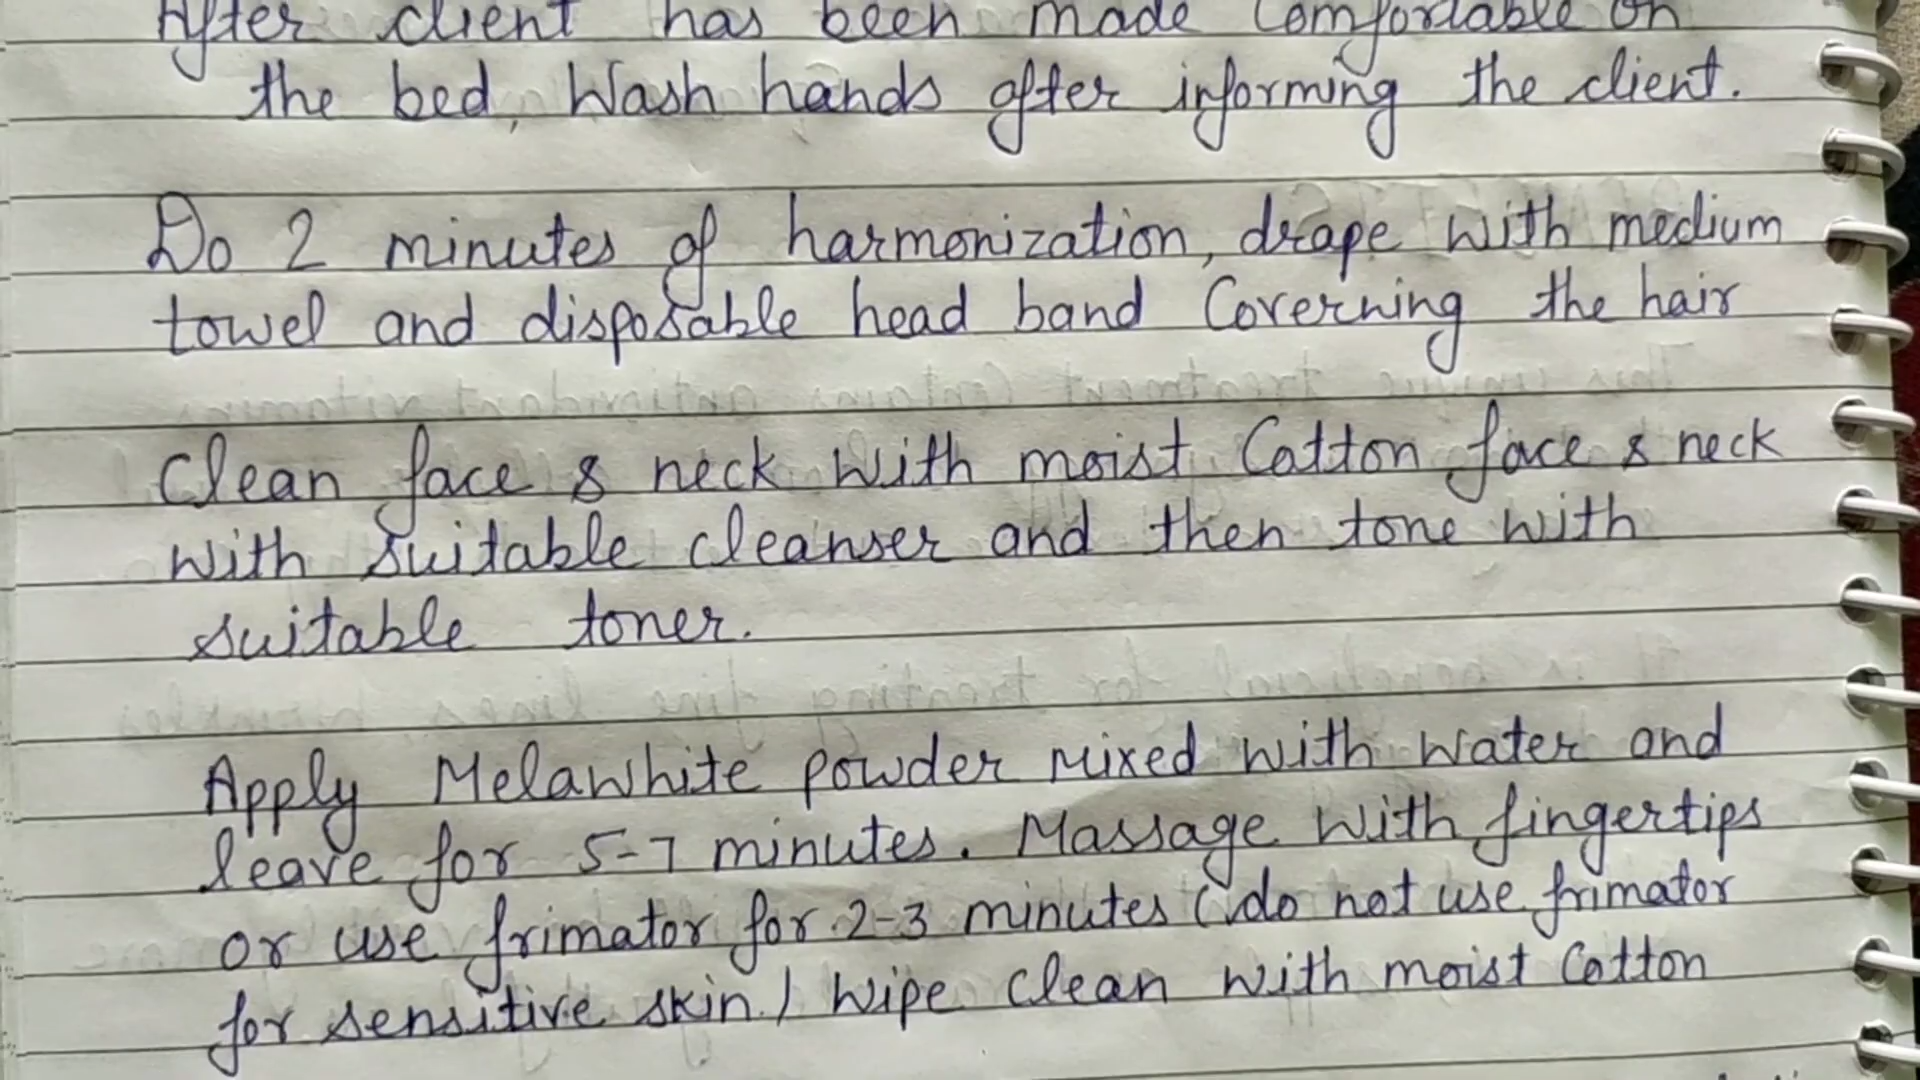 After client has been made Comfortable on
the bed, Wash hands after informing the client.
Do 2 minutes of harmonization, drape with medium
towel and disposable head band Coverning the hair
Clean face & neck with moist Cotton face & neck
with suitable cleanser and then tone with
suitable toner.
Apply Melawhite powder mixed with water and
leave for 5-7 minutes. Massage with fingertips
or use frimator for 2-3 minutes (do not use frimator
for sensitive skin.) wipe clean with moist Cotton